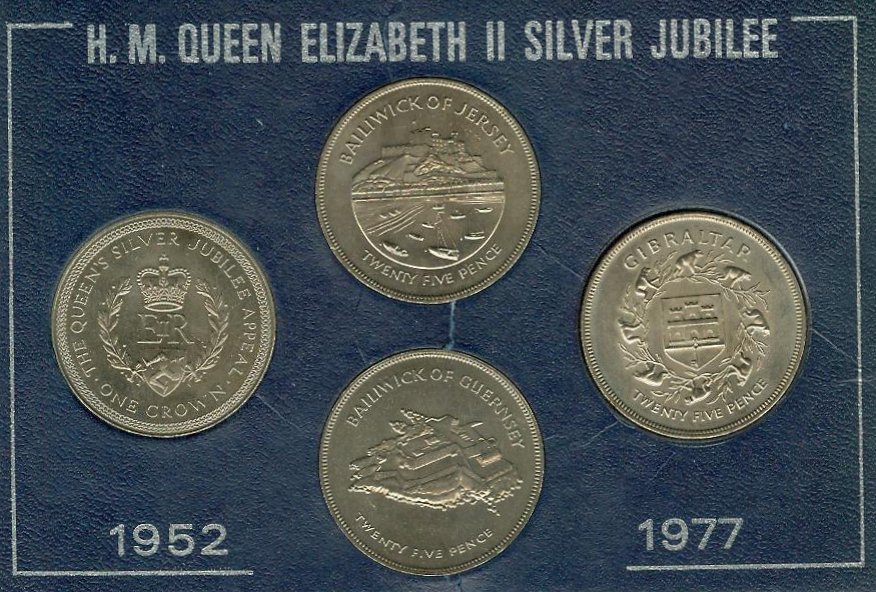 H. M. QUEEN ELIZABETH II SILVER JUBILEE
BAILIWICK OF JERSEY
TWENTY FIVE PENCE
· THE QUEEN'S SILVER JUBILEE APPEAL ·
EIIR
ONE CROWN
GIBRALTAR
TWENTY FIVE PENCE
BAILIWICK OF GUERNSEY
TWENTY FIVE PENCE
1952
1977